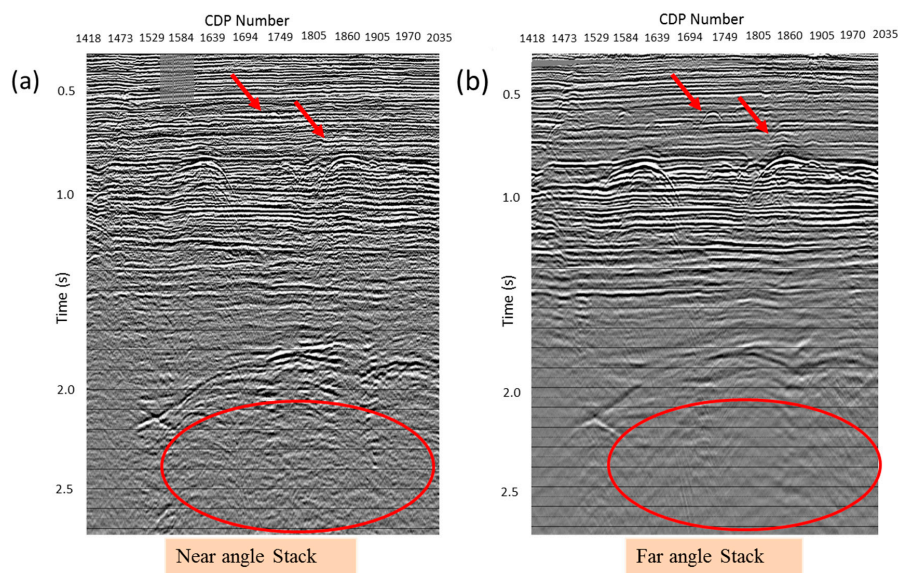 CDP Number
1418 1473 1529 1584 1639 1694 1749 1805 1860 1905 1970 2035
(a)
0.5
1.0
Time (s)
2.0
2.5
Near angle Stack
CDP Number
1418 1473 1529 1584 1639 1694 1749 1805 1860 1905 1970 2035
(b)
0.5
1.0
Time (s)
2.0
2.5
Far angle Stack